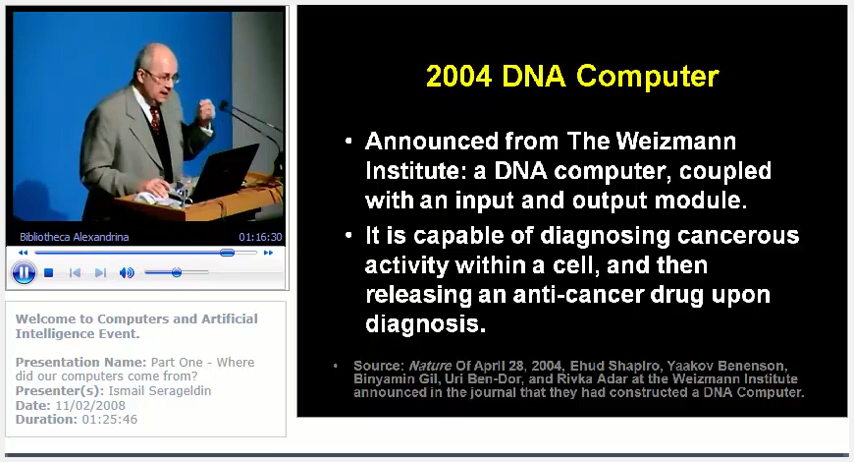 Bibliotheca Alexandrina 01:16:30
Welcome to Computers and Artificial
Intelligence Event.
Presentation Name: Part One - Where
did our computers come from?
Presenter(s): Ismail Serageldin
Date: 11/02/2008
Duration: 01:25:46
2004 DNA Computer
• Announced from The Weizmann
Institute: a DNA computer, coupled
with an input and output module.
• It is capable of diagnosing cancerous
activity within a cell, and then
releasing an anti-cancer drug upon
diagnosis.
• Source: Nature Of April 28, 2004, Ehud Shapiro, Yaakov Benenson,
Binyamin Gil, Uri Ben-Dor, and Rivka Adar at the Weizmann Institute
announced in the journal that they had constructed a DNA Computer.